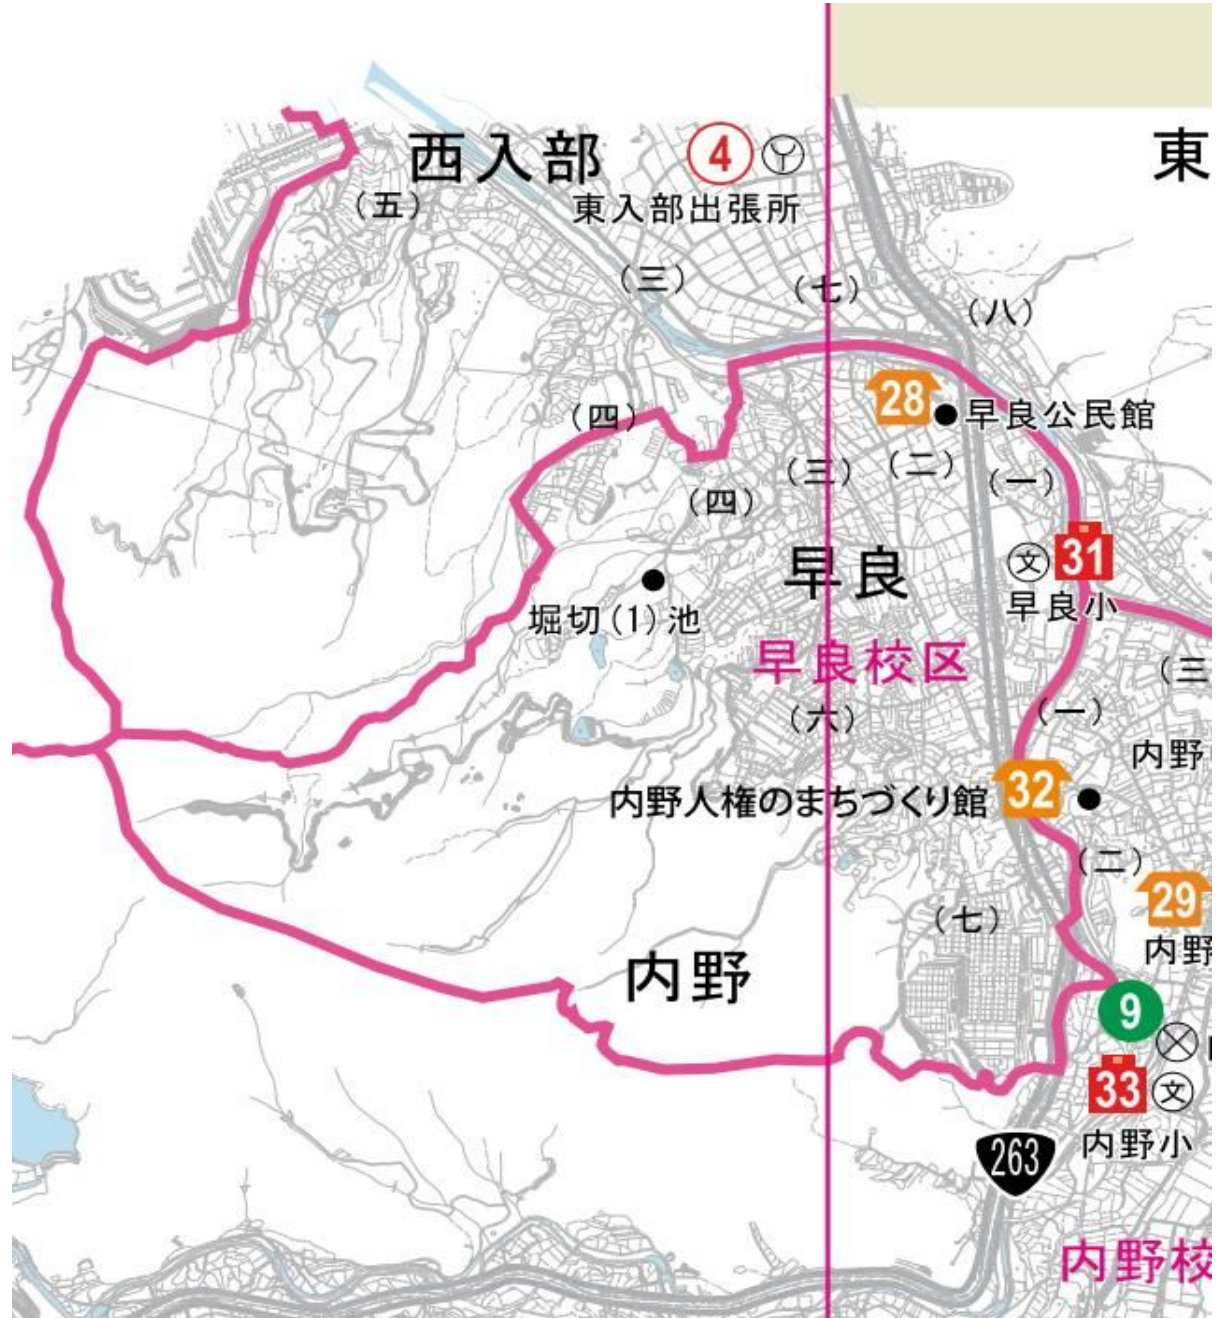 西入部
4
東
(五)
東入部出張所
(三)
(七)
(八)
28
早良公民館
(四)
(三)
(二)
(一)
(四)
31
文
早良
早良小
堀切(1)池
早良校区
(三
(六)
(一)
内野
内野人権のまちづくり館
32
(二)
29
(七)
内野
内野
9
33
文
内野小
263
内野校